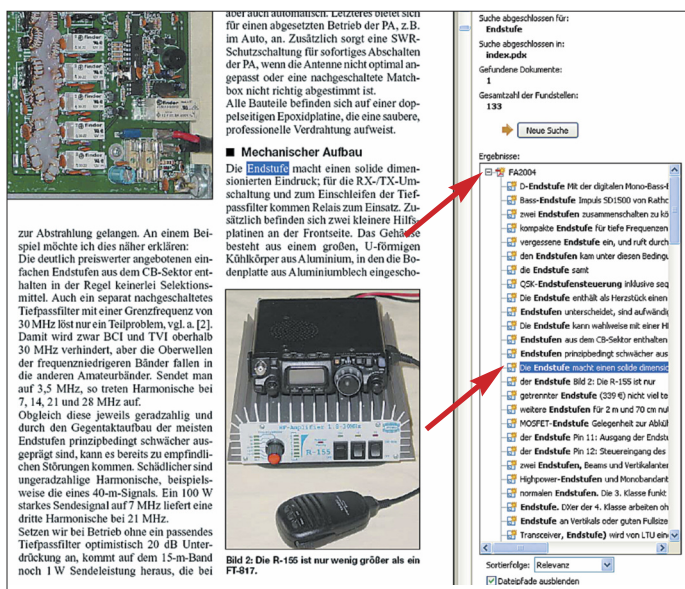 zur Abstrahlung gelangen. An einem Bei-
spiel möchte ich dies näher erklären:
Die deutlich preiswerter angebotenen ein-
fachen Endstufen aus dem CB-Sektor ent-
halten in der Regel keinerlei Selektions-
mittel. Auch ein separat nachgeschaltetes
Tiefpassfilter mit einer Grenzfrequenz von
30 MHz löst nur ein Teilproblem, vgl. a. [2].
Damit wird zwar BCI und TVI oberhalb
30 MHz verhindert, aber die Oberwellen
der frequenzniedrigeren Bänder fallen in
die anderen Amateurbänder. Sendet man
auf 3,5 MHz, so treten Harmonische bei
7, 14, 21 und 28 MHz auf.
Obgleich diese jeweils geradzahlig und
durch den Gegentaktaufbau der meisten
Endstufen prinzipbedingt schwächer aus-
geprägt sind, kann es bereits zu empfindli-
chen Störungen kommen. Schädlicher sind
ungeradzahlige Harmonische, beispiels-
weise die eines 40-m-Signals. Ein 100 W
starkes Sendesignal auf 7 MHz liefert eine
dritte Harmonische bei 21 MHz.
Setzen wir bei Betrieb ohne ein passendes
Tiefpassfilter optimistisch 20 dB Unter-
drückung an, kommt auf dem 15-m-Band
noch 1 W Sendeleistung heraus, die bei
aber auch automatisch. Letzteres bietet sich
für einen abgesetzten Betrieb der PA, z.B.
im Auto, an. Zusätzlich sorgt eine SWR-
Schutzschaltung für sofortiges Abschalten
der PA, wenn die Antenne nicht optimal an-
gepasst oder eine nachgeschaltete Match-
box nicht richtig abgestimmt ist.
Alle Bauteile befinden sich auf einer dop-
pelseitigen Epoxidplatine, die eine saubere,
professionelle Verdrahtung aufweist.
■ Mechanischer Aufbau
Die Endstufe macht einen solide dimen-
sionierten Eindruck; für die RX-/TX-Um-
schaltung und zum Einschleifen der Tief-
passfilter kommen Relais zum Einsatz. Zu-
sätzlich befinden sich zwei kleinere Hilfs-
platinen an der Frontseite. Das Gehäuse
besteht aus einem großen, U-förmigen
Kühlkörper aus Aluminium, in den die Bo-
denplatte aus Aluminiumblech eingescho-
R-155
Bild 2: Die R-155 ist nur wenig größer als ein
FT-817.
Suche abgeschlossen für:
Endstufe
Suche abgeschlossen in:
index.pdx
Gefundene Dokumente:
1
Gesamtzahl der Fundstellen:
133
Neue Suche
Ergebnisse:
FA2004
D-Endstufe Mit der digitalen Mono-Bass-E
Bass-Endstufe Impuls SD1500 von Rathc
zwei Endstufen zusammenschalten zu kö
kompakte Endstufe für tiefe Frequenzen
vergessene Endstufe ein, und ruft durch
den Endstufen kam unter diesen Bedingu
die Endstufe samt
QSK-Endstufensteuerung inklusive seq
Die Endstufe enthält als Herzstück einen
Endstufen unterscheidet, sind aufwändig
Die Endstufe kann wahlweise mit einer Hi
Endstufen aus dem CB-Sektor enthalten
Endstufen prinzipbedingt schwächer aus
Die Endstufe macht einen solide dimensic
der Endstufe Bild 2: Die R-155 ist nur
getrennter Endstufe (339 €) nicht viel te
weitere Endstufen für 2 m und 70 cm nut
MOSFET-Endstufe Gelegenheit zur Abküh
der Endstufe Pin 11: Ausgang der Endstu
der Endstufe Pin 12: Steuereingang des
zwei Endstufen, Beams und Vertikalanten
Highpower-Endstufen und Monobandant
normalen Endstufen. Die 3. Klasse funkt
Endstufe. DXer der 4. Klasse arbeiten oh
Endstufe an Vertikals oder guten Fullsize
Transceiver, Endstufe) wird von LTU eine
Sortierfolge: Relevanz
Dateipfade ausblenden